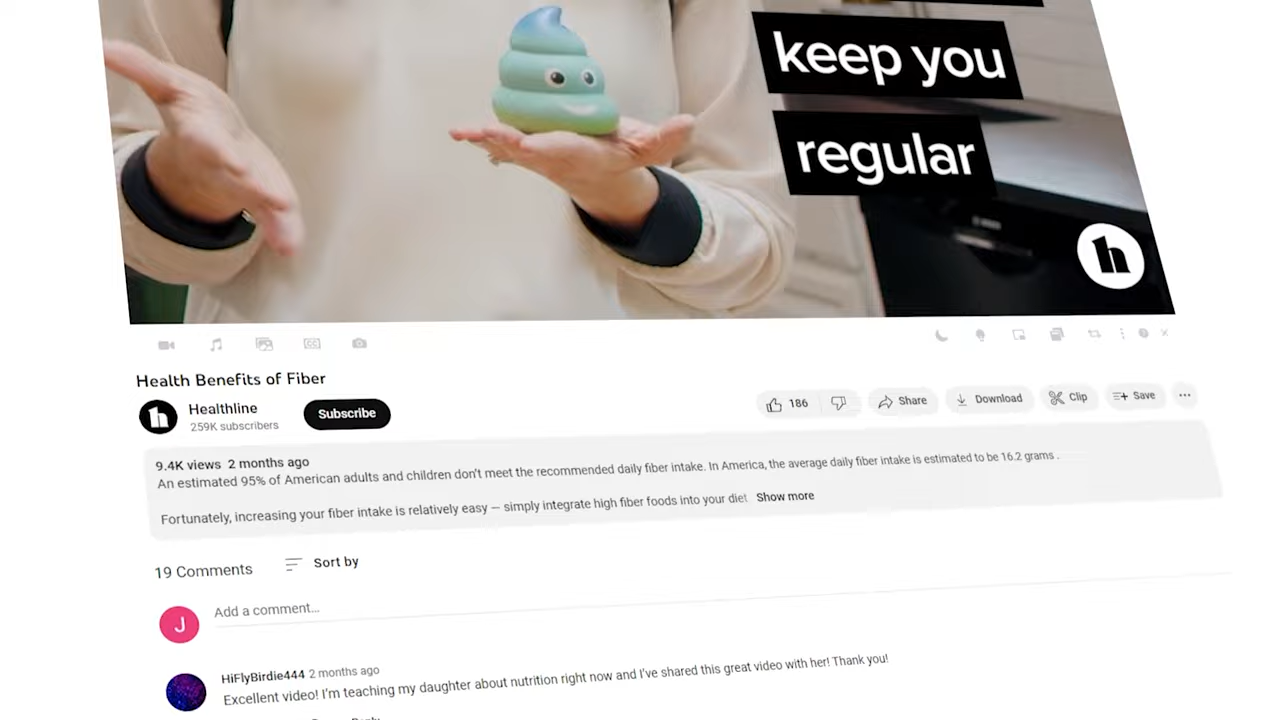 keep you
regular
h
CC
Health Benefits of Fiber
h
Healthline
259K subscribers
Subscribe
186
Share
Download
Clip
Save
9.4K views 2 months ago
An estimated 95% of American adults and children don't meet the recommended daily fiber intake. In America, the average daily fiber intake is estimated to be 16.2 grams .
Fortunately, increasing your fiber intake is relatively easy — simply integrate high fiber foods into your diet Show more
19 Comments
Sort by
J
Add a comment...
HiFlyBirdie444 2 months ago
Excellent video! I'm teaching my daughter about nutrition right now and I've shared this great video with her! Thank you!